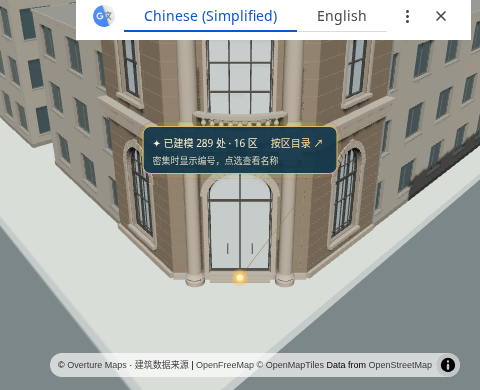 Chinese (Simplified) English
✦ 已建模 289 处 · 16 区 按区目录 ↗
密集时显示编号，点选查看名称
© Overture Maps · 建筑数据来源 | OpenFreeMap © OpenMapTiles Data from OpenStreetMap